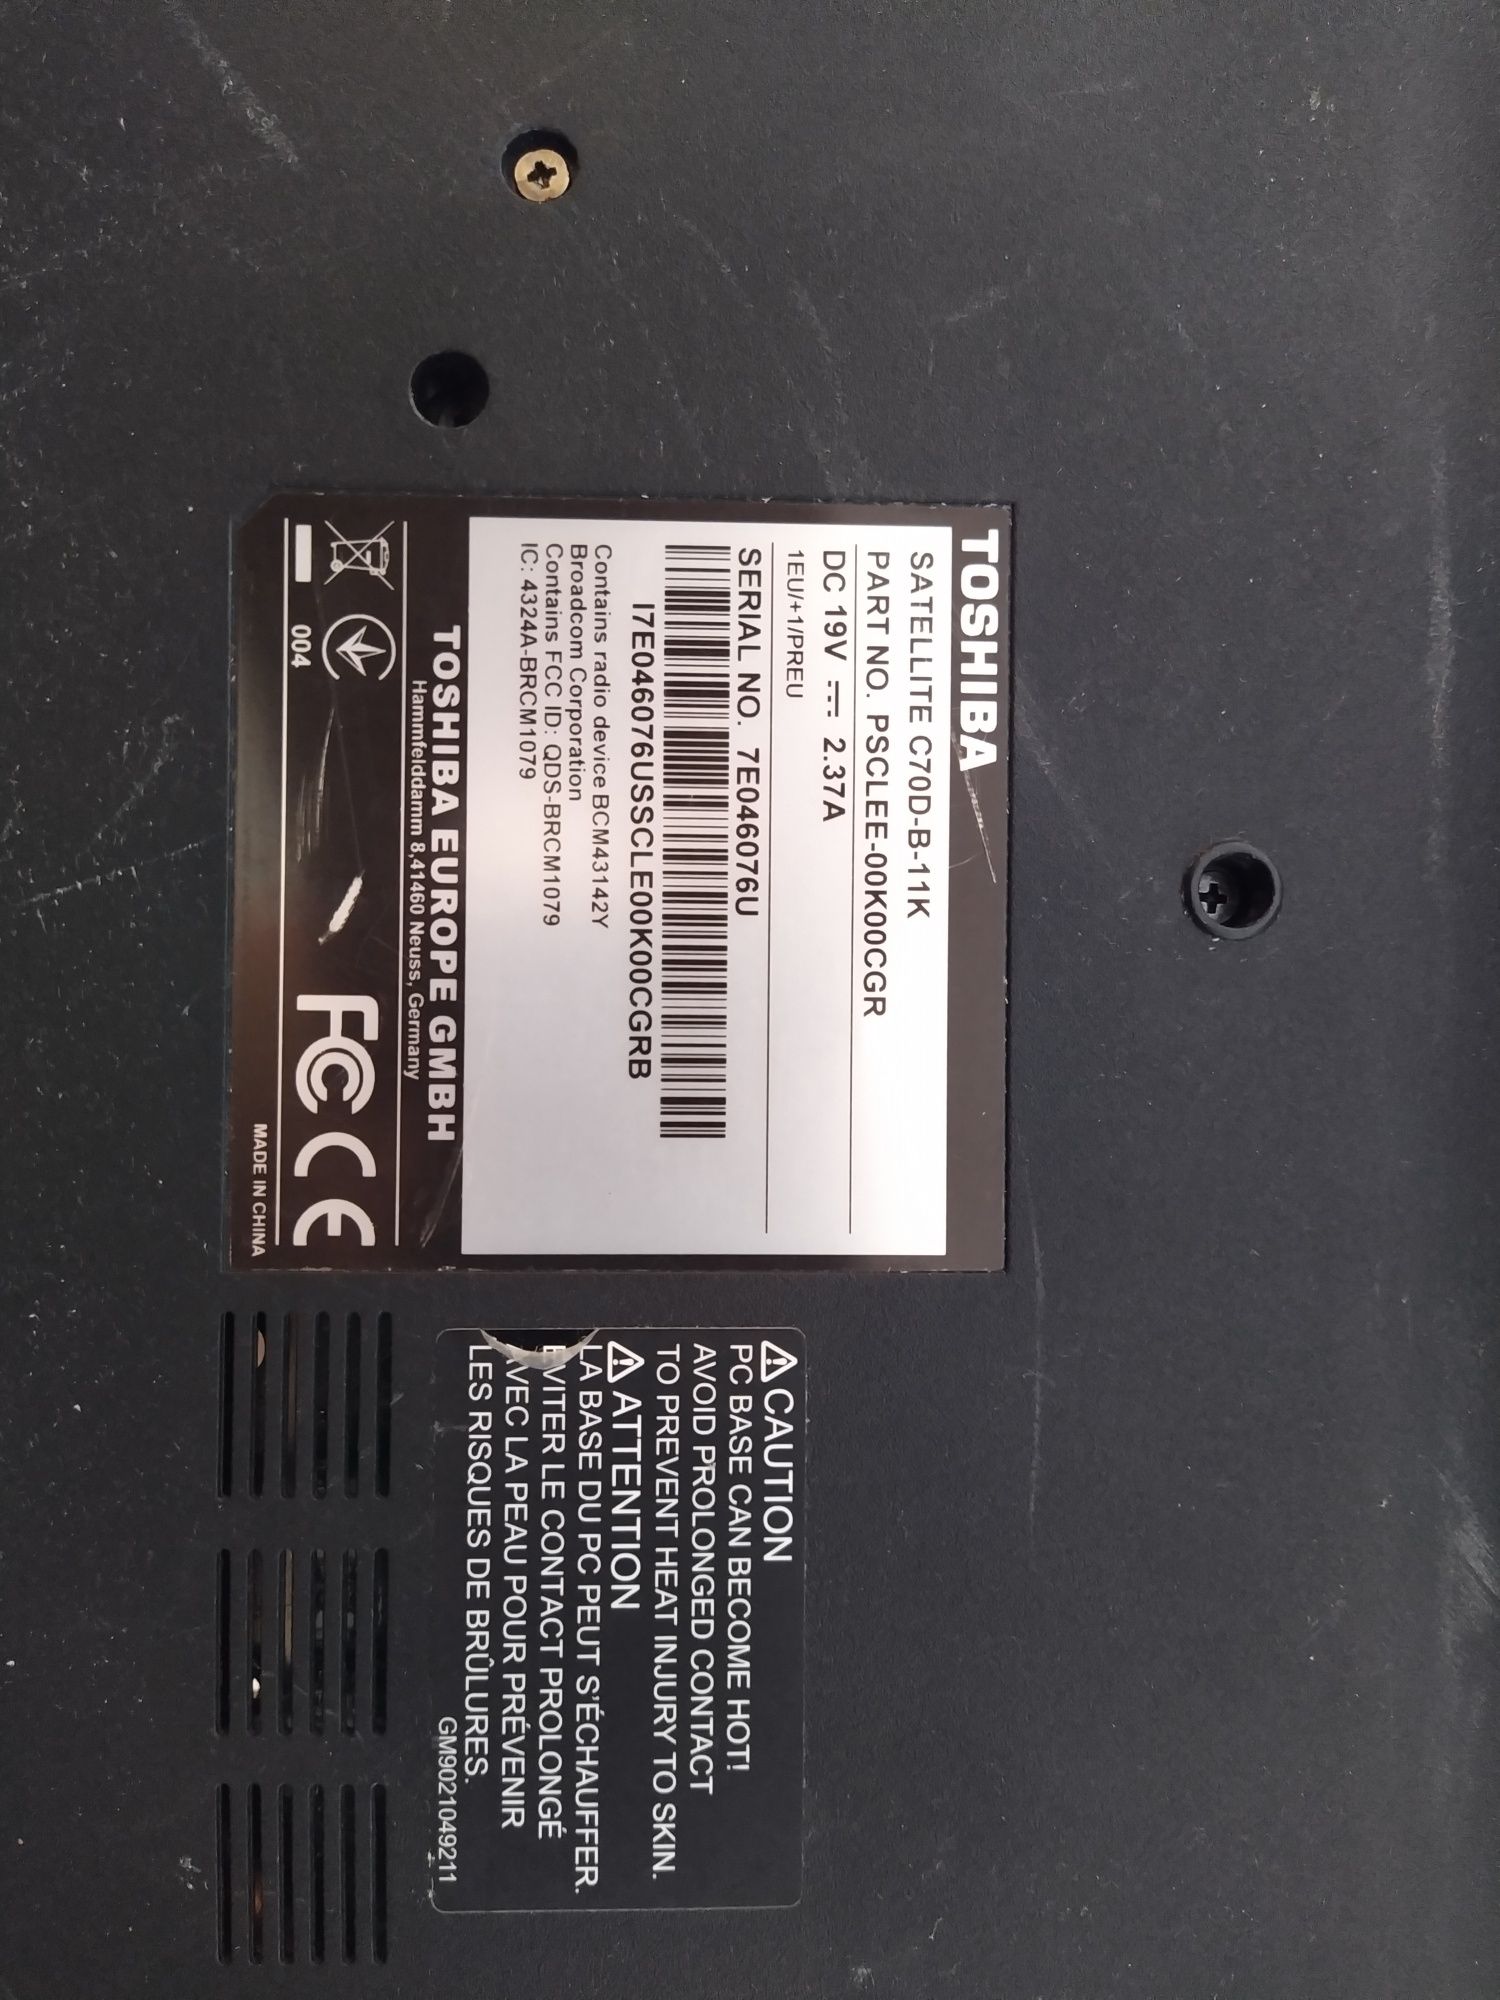 TOSHIBA
SATELLITE C70D-B-11K
PART NO. PSCLEE-00K00CGR
DC 19V ⎓ 2.37A
1EU/+1/PREU
SERIAL NO. 7E046076U
I7E046076USSCLE00K00CGRB
Contains radio device BCM43142Y
Broadcom Corporation
Contains FCC ID: QDS-BRCM1079
IC: 4324A-BRCM1079
TOSHIBA EUROPE GMBH
Hammfelddamm 8,41460 Neuss, Germany
004
FC CE
MADE IN CHINA
⚠CAUTION
PC BASE CAN BECOME HOT!
AVOID PROLONGED CONTACT
TO PREVENT HEAT INJURY TO SKIN.
⚠ ATTENTION
LA BASE DU PC PEUT S'ÉCHAUFFER.
ÉVITER LE CONTACT PROLONGÉ
AVEC LA PEAU POUR PRÉVENIR
LES RISQUES DE BRÛLURES.
GM9021049211